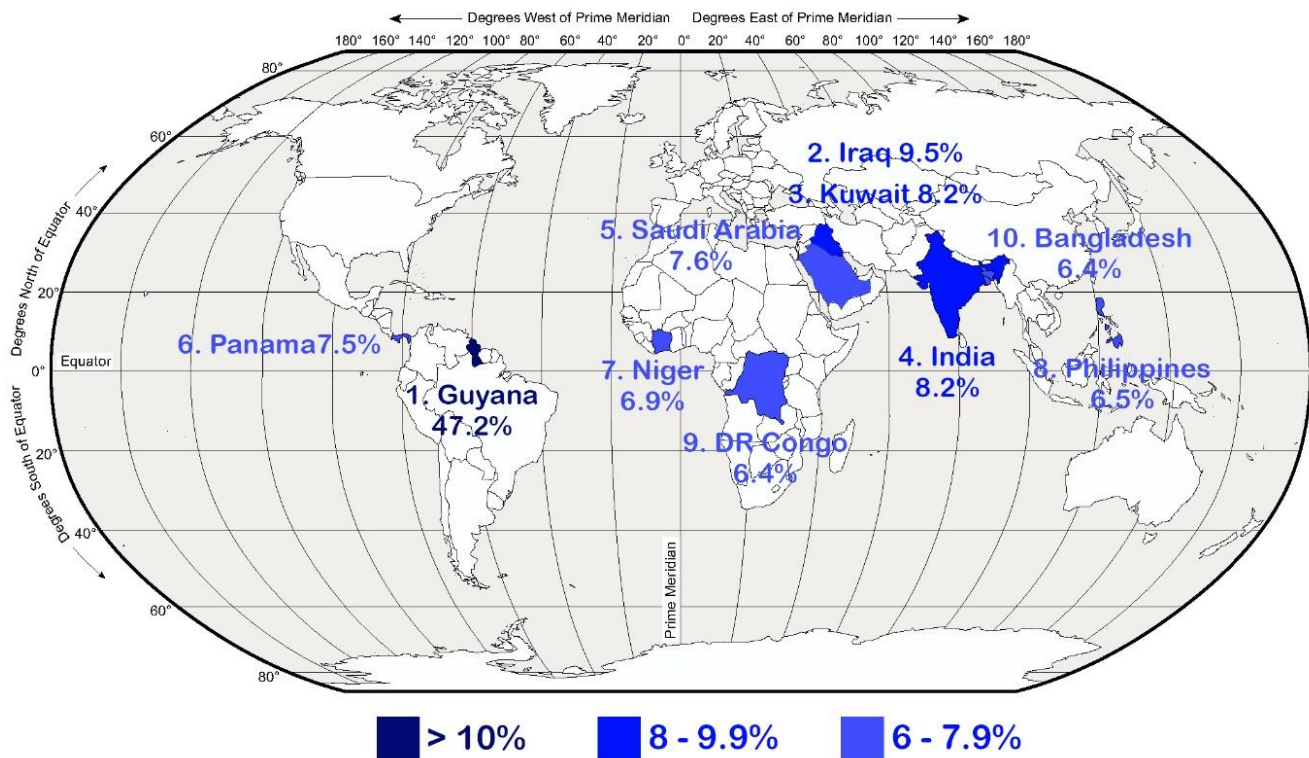 Degrees West of Prime Meridian Degrees East of Prime Meridian
180° 160° 140° 120° 100° 80° 60° 40° 20° 0° 20° 40° 60° 80° 100° 120° 140° 160° 180°
80°
60°
2. Iraq 9.5%
3. Kuwait 8.2%
Degrees North of Equator
40°
5. Saudi Arabia
7.6%
10. Bangladesh
6.4%
20°
6. Panama7.5%
Equator
0°
1. Guyana
47.2%
7. Niger
6.9%
4. India
8.2%
8. Philippines
6.5%
9. DR Congo
6.4%
Degrees South of Equator
20°
40°
Prime Meridian
60°
80°
> 10%
8 - 9.9%
6 - 7.9%